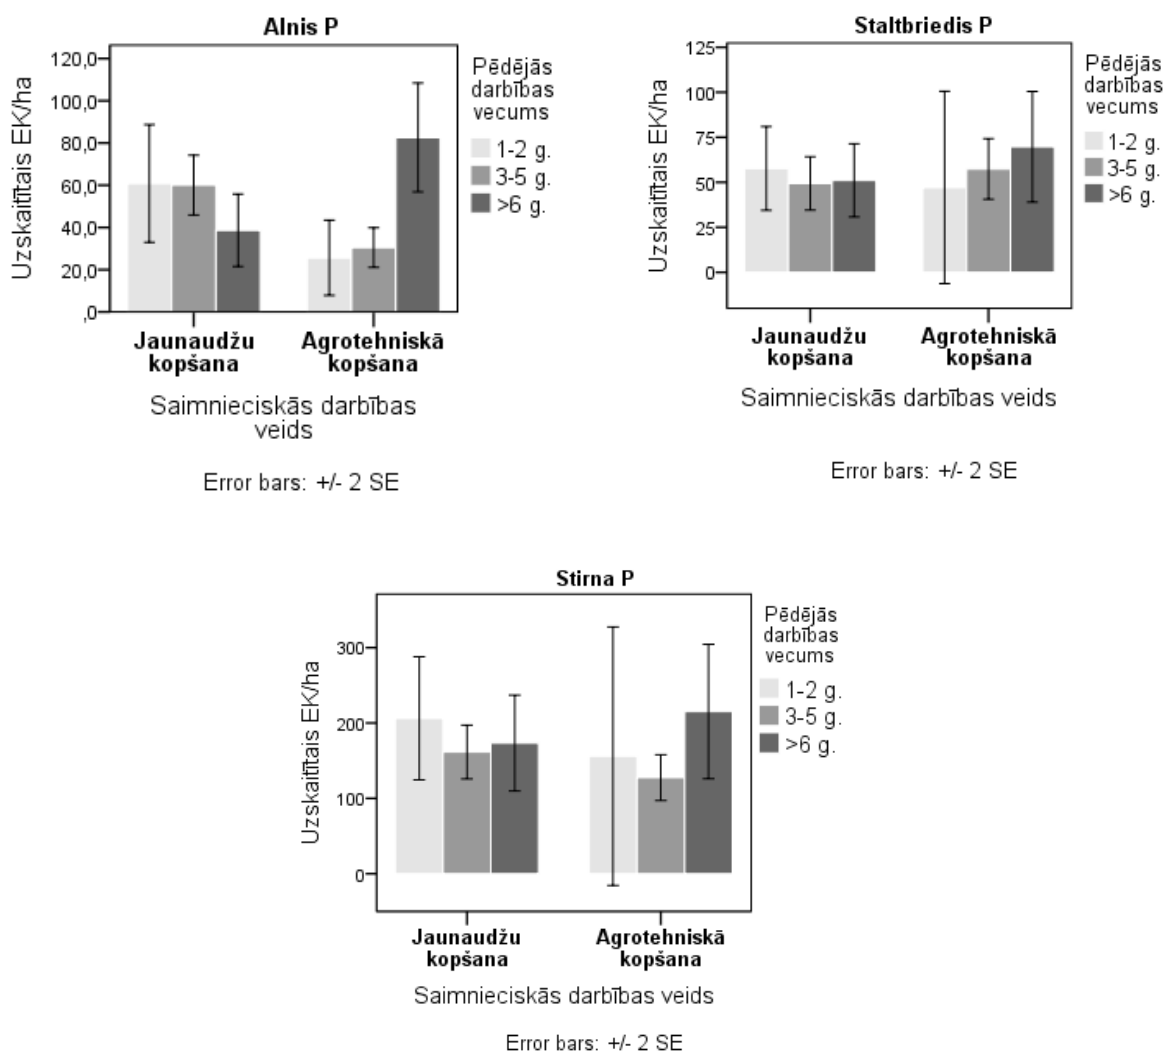 Alnis P
Uzskaitītais EK/ha
120,0
100,0
80,0
60,0
40,0
20,0
,0
Jaunaudžu
kopšana
Agrotehniskā
kopšana
Saimnieciskās darbības
veids
Error bars: +/- 2 SE
Pēdējās
darbības
vecums
1-2 g.
3-5 g.
>6 g.
Staltbriedis P
Uzskaitītais EK/ha
125
100
75
50
25
0
Jaunaudžu
kopšana
Agrotehniskā
kopšana
Saimnieciskās darbības veids
Error bars: +/- 2 SE
Pēdējās
darbības
vecums
1-2 g.
3-5 g.
>6 g.
Stirna P
Uzskaitītais EK/ha
300
200
100
0
Jaunaudžu
kopšana
Agrotehniskā
kopšana
Saimnieciskās darbības veids
Error bars: +/- 2 SE
Pēdējās
darbības
vecums
1-2 g.
3-5 g.
>6 g.